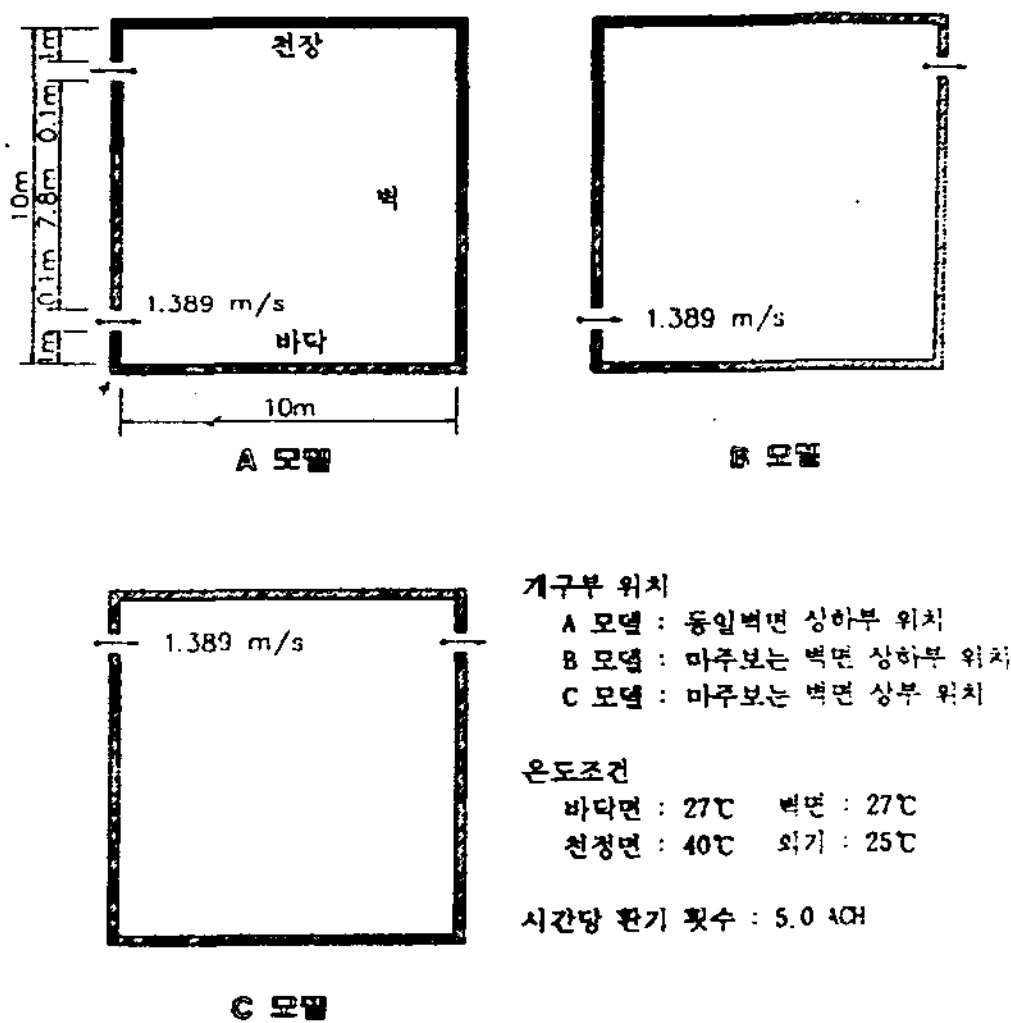 천장
1m
0.1m
7.8m
10m
0.1m
1m
벽
1.389 m/s
바닥
10m
A 모델
1.389 m/s
B 모델
1.389 m/s
C 모델
개구부 위치
A 모델 : 동일벽면 상하부 위치
B 모델 : 마주보는 벽면 상하부 위치
C 모델 : 마주보는 벽면 상부 위치
온도조건
바닥면 : 27℃ 벽면 : 27℃
천정면 : 40℃ 외기 : 25℃
시간당 환기 횟수 : 5.0 ACH